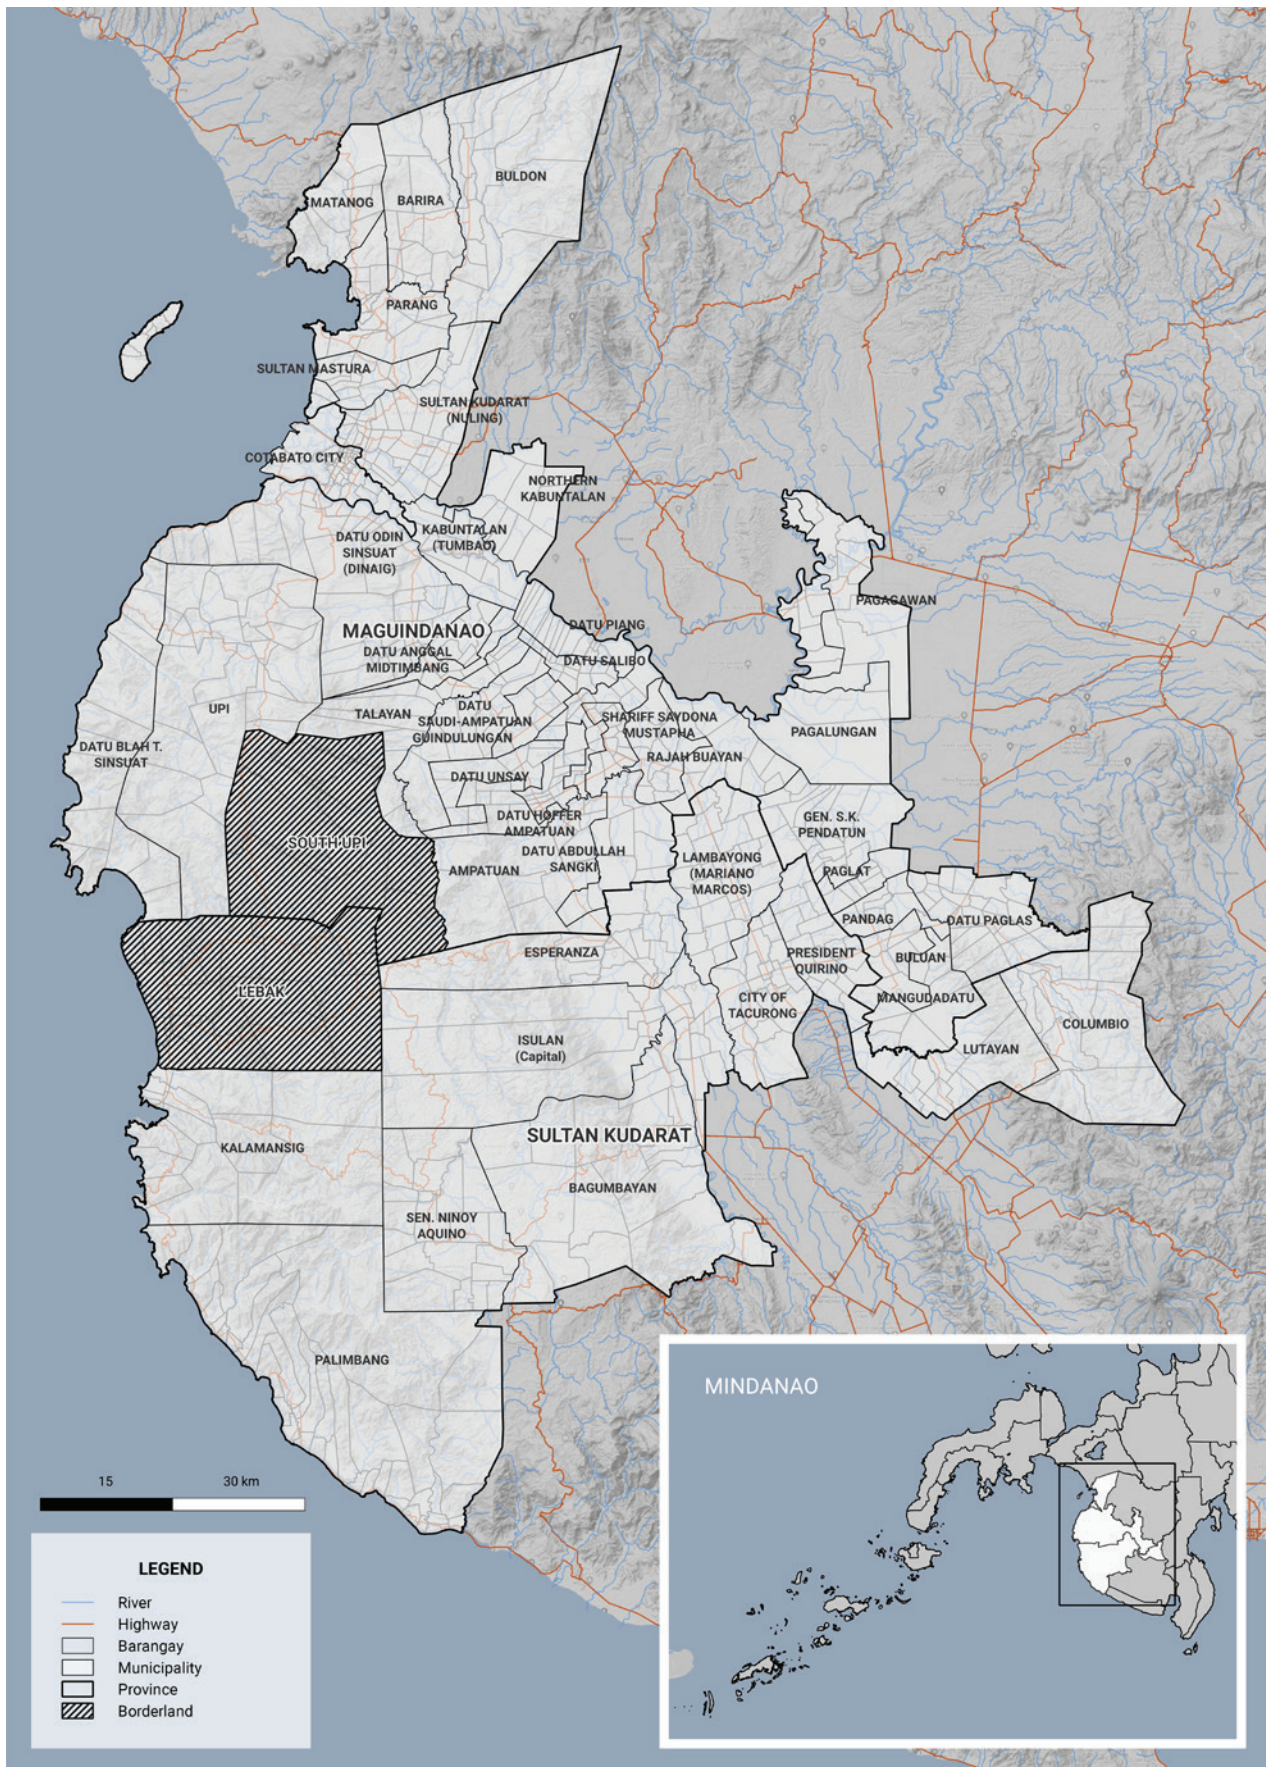 BULDON
MATANOG
BARIRA
PARANG
SULTAN MASTURA
SULTAN KUDARAT
(NULING)
COTABATO CITY
NORTHERN
KABUNTALAN
KABUNTALAN
(TUMBAO)
DATU ODIN
SINSUAT
(DINAIG)
PAGAGAWAN
DATU PIANG
MAGUINDANAO
DATU ANGGAL
MIDTIMBANG
DATU SALIBO
UPI
TALAYAN
DATU
SAUDI-AMPATUAN
GUINDULUNGAN
SHARIFF SAYDONA
MUSTAPHA
PAGALUNGAN
DATU BLAH T.
SINSUAT
RAJAH BUAYAN
DATU UNSAY
DATU HOFFER
AMPATUAN
GEN. S.K.
PENDATUN
SOUTH UPI
DATU ABDULLAH
SANGKI
AMPATUAN
LAMBAYONG
(MARIANO
MARCOS)
PAGLAT
PANDAG
DATU PAGLAS
ESPERANZA
PRESIDENT
QUIRINO
BULUAN
LEBAK
CITY OF
TACURONG
MANGUDADATU
COLUMBIO
ISULAN
(Capital)
LUTAYAN
SULTAN KUDARAT
KALAMANSIG
BAGUMBAYAN
SEN. NINOY
AQUINO
PALIMBANG
MINDANAO
15 30 km
LEGEND
River
Highway
Barangay
Municipality
Province
Borderland